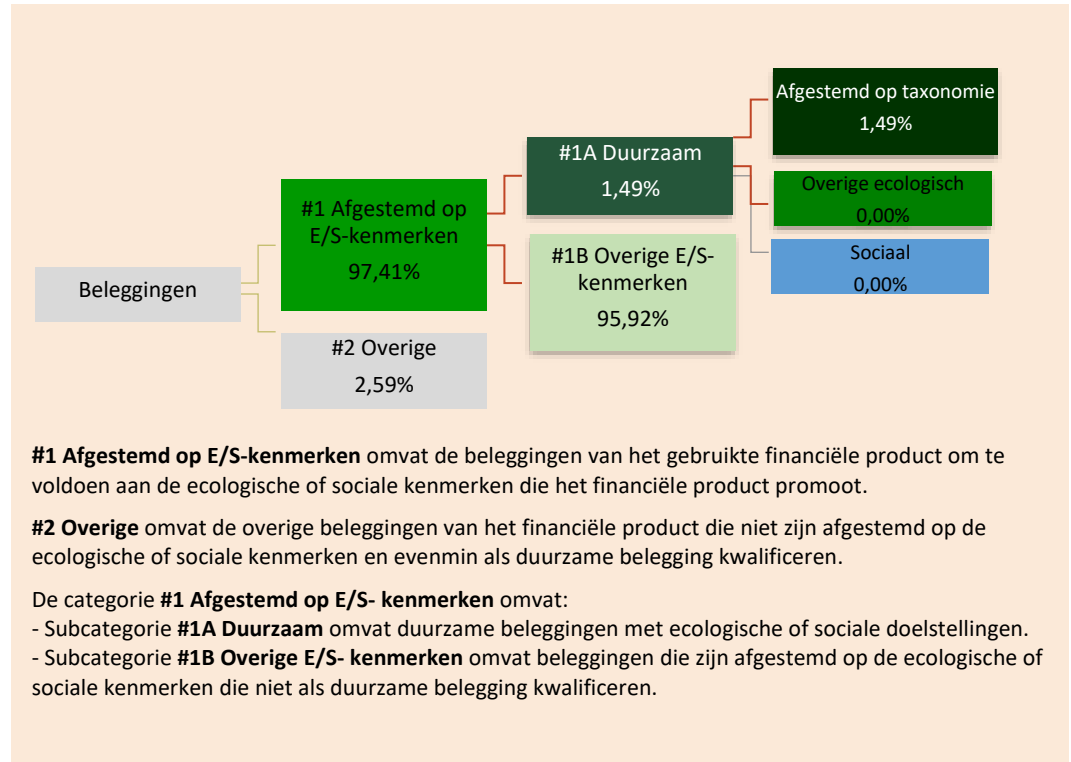 Beleggingen
#1 Afgestemd op
E/S-kenmerken
97,41%
#2 Overige
2,59%
#1A Duurzaam
1,49%
#1B Overige E/S-
kenmerken
95,92%
Afgestemd op taxonomie
1,49%
Overige ecologisch
0,00%
Sociaal
0,00%
#1 Afgestemd op E/S-kenmerken omvat de beleggingen van het gebruikte financiële product om te
voldoen aan de ecologische of sociale kenmerken die het financiële product promoot.
#2 Overige omvat de overige beleggingen van het financiële product die niet zijn afgestemd op de
ecologische of sociale kenmerken en evenmin als duurzame belegging kwalificeren.
De categorie #1 Afgestemd op E/S- kenmerken omvat:
- Subcategorie #1A Duurzaam omvat duurzame beleggingen met ecologische of sociale doelstellingen.
- Subcategorie #1B Overige E/S- kenmerken omvat beleggingen die zijn afgestemd op de ecologische of
sociale kenmerken die niet als duurzame belegging kwalificeren.